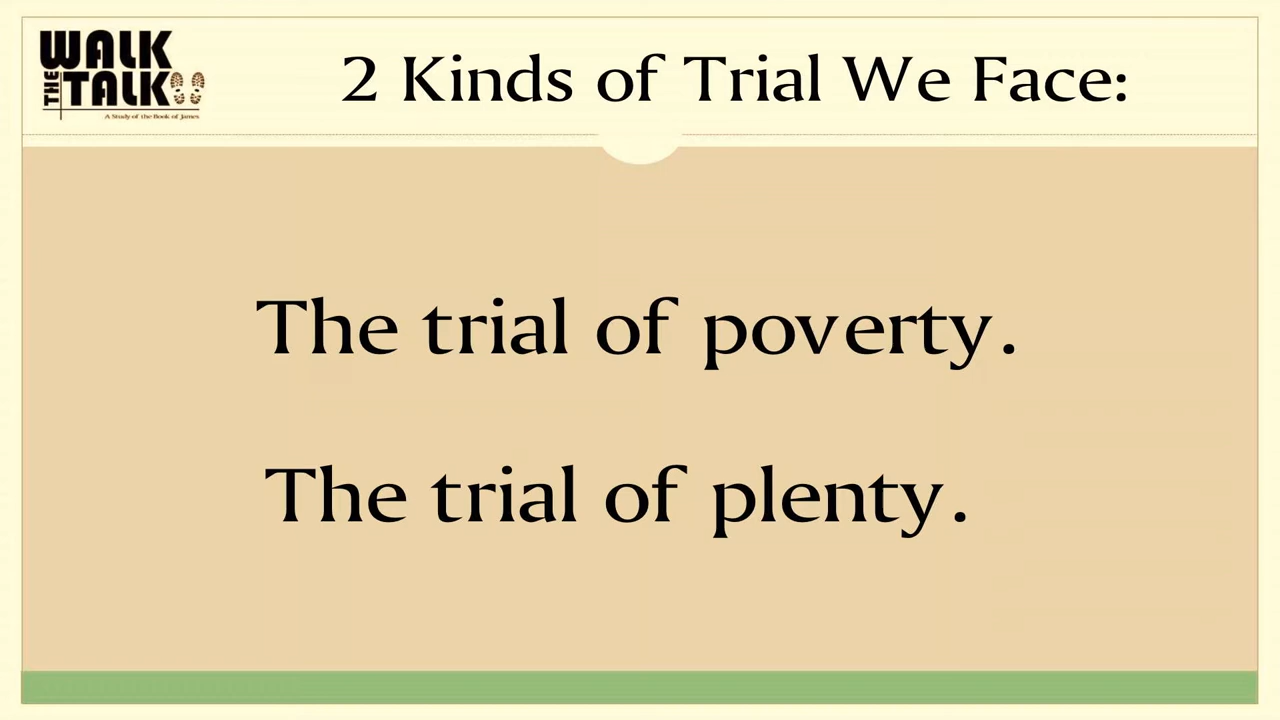 WALK
THE TALK
A Study of the Book of James
2 Kinds of Trial We Face:
The trial of poverty.
The trial of plenty.